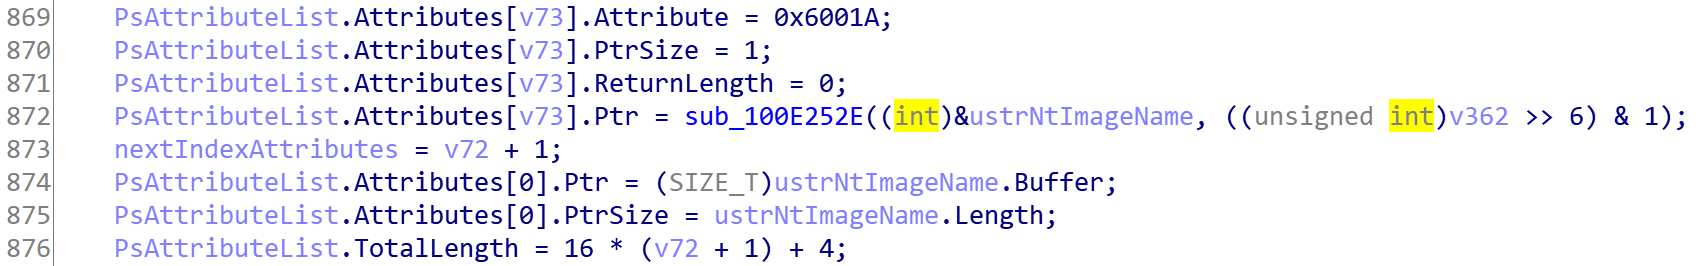 869 PsAttributeList.Attributes[v73].Attribute = 0x6001A;
870 PsAttributeList.Attributes[v73].PtrSize = 1;
871 PsAttributeList.Attributes[v73].ReturnLength = 0;
872 PsAttributeList.Attributes[v73].Ptr = sub_100E252E((int)&ustrNtImageName, ((unsigned int)v362 >> 6) & 1);
873 nextIndexAttributes = v72 + 1;
874 PsAttributeList.Attributes[0].Ptr = (SIZE_T)ustrNtImageName.Buffer;
875 PsAttributeList.Attributes[0].PtrSize = ustrNtImageName.Length;
876 PsAttributeList.TotalLength = 16 * (v72 + 1) + 4;